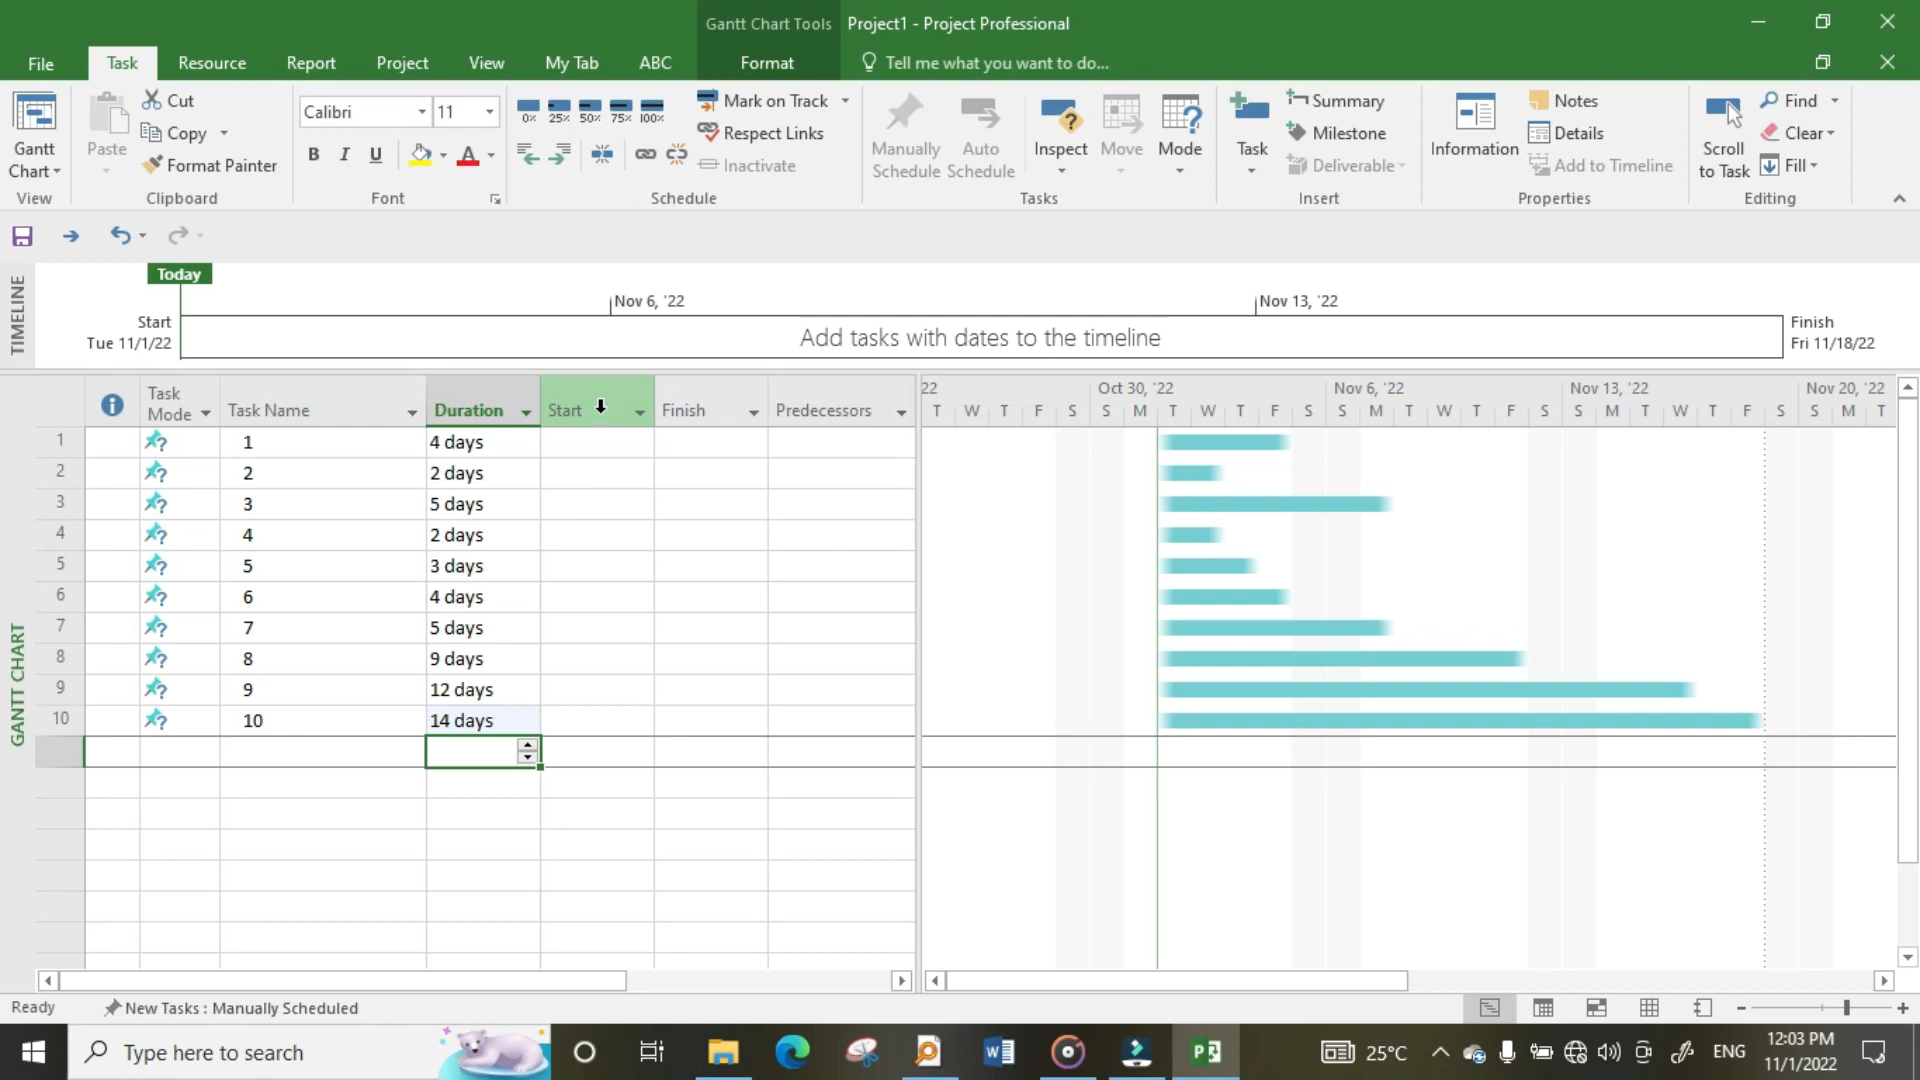 Gantt Chart Tools Project1 - Project Professional
File Task Resource Report Project View My Tab ABC Format Tell me what you want to do...
Gantt Chart
View
Paste
Cut
Copy
Format Painter
Clipboard
Calibri 11
B I U A
Font
0% 25% 50% 75% 100%
Mark on Track
Respect Links
Inactivate
Schedule
Manually Schedule
Auto Schedule
Inspect
Move
Mode
Tasks
Task
Summary
Milestone
Deliverable
Insert
Information
Notes
Details
Add to Timeline
Properties
Scroll to Task
Find
Clear
Fill
Editing
TIMELINE
Today
Nov 6, '22 Nov 13, '22
Start
Tue 11/1/22
Add tasks with dates to the timeline
Finish
Fri 11/18/22
GANTT CHART
Task Mode Task Name Duration Start Finish Predecessors
22 Oct 30, '22 Nov 6, '22 Nov 13, '22 Nov 20, '22
T W T F S S M T W T F S S M T W T F S S M T W T F S S M T
1 1 4 days
2 2 2 days
3 3 5 days
4 4 2 days
5 5 3 days
6 6 4 days
7 7 5 days
8 8 9 days
9 9 12 days
10 10 14 days
Ready New Tasks : Manually Scheduled
Type here to search
25°C ENG 12:03 PM
11/1/2022